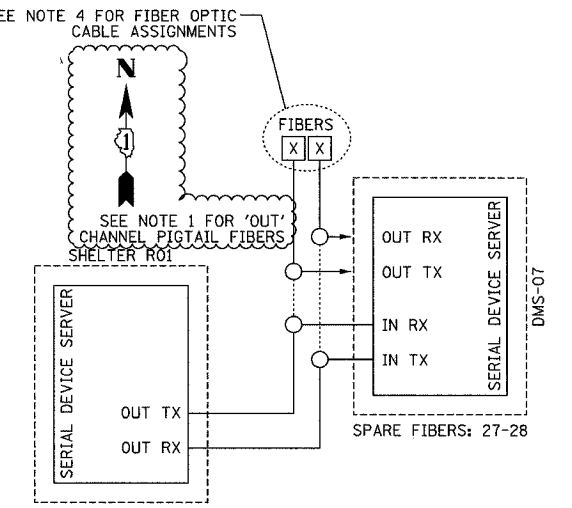 EE NOTE 4 FOR FIBER OPTIC
CABLE ASSIGNMENTS
N
1
FIBERS
X X
SEE NOTE 1 FOR 'OUT'
CHANNEL PIGTAIL FIBERS
SHELTER R01
SERIAL DEVICE SERVER
OUT TX
OUT RX
OUT RX
OUT TX
IN RX
IN TX
SERIAL DEVICE SERVER
DMS-07
SPARE FIBERS: 27-28